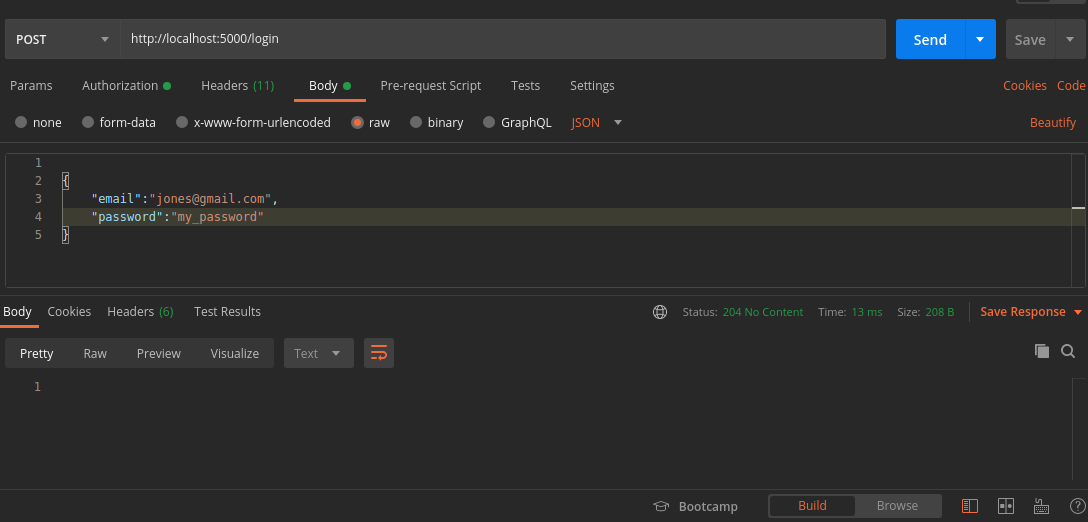 POST http://localhost:5000/login Send Save
Params Authorization Headers (11) Body Pre-request Script Tests Settings Cookies Code
none form-data x-www-form-urlencoded raw binary GraphQL JSON Beautify
1
2 {
3 "email":"jones@gmail.com",
4 "password":"my_password"
5 }
Body Cookies Headers (6) Test Results Status: 204 No Content Time: 13 ms Size: 208 B Save Response
Pretty Raw Preview Visualize Text
1
Bootcamp Build Browse